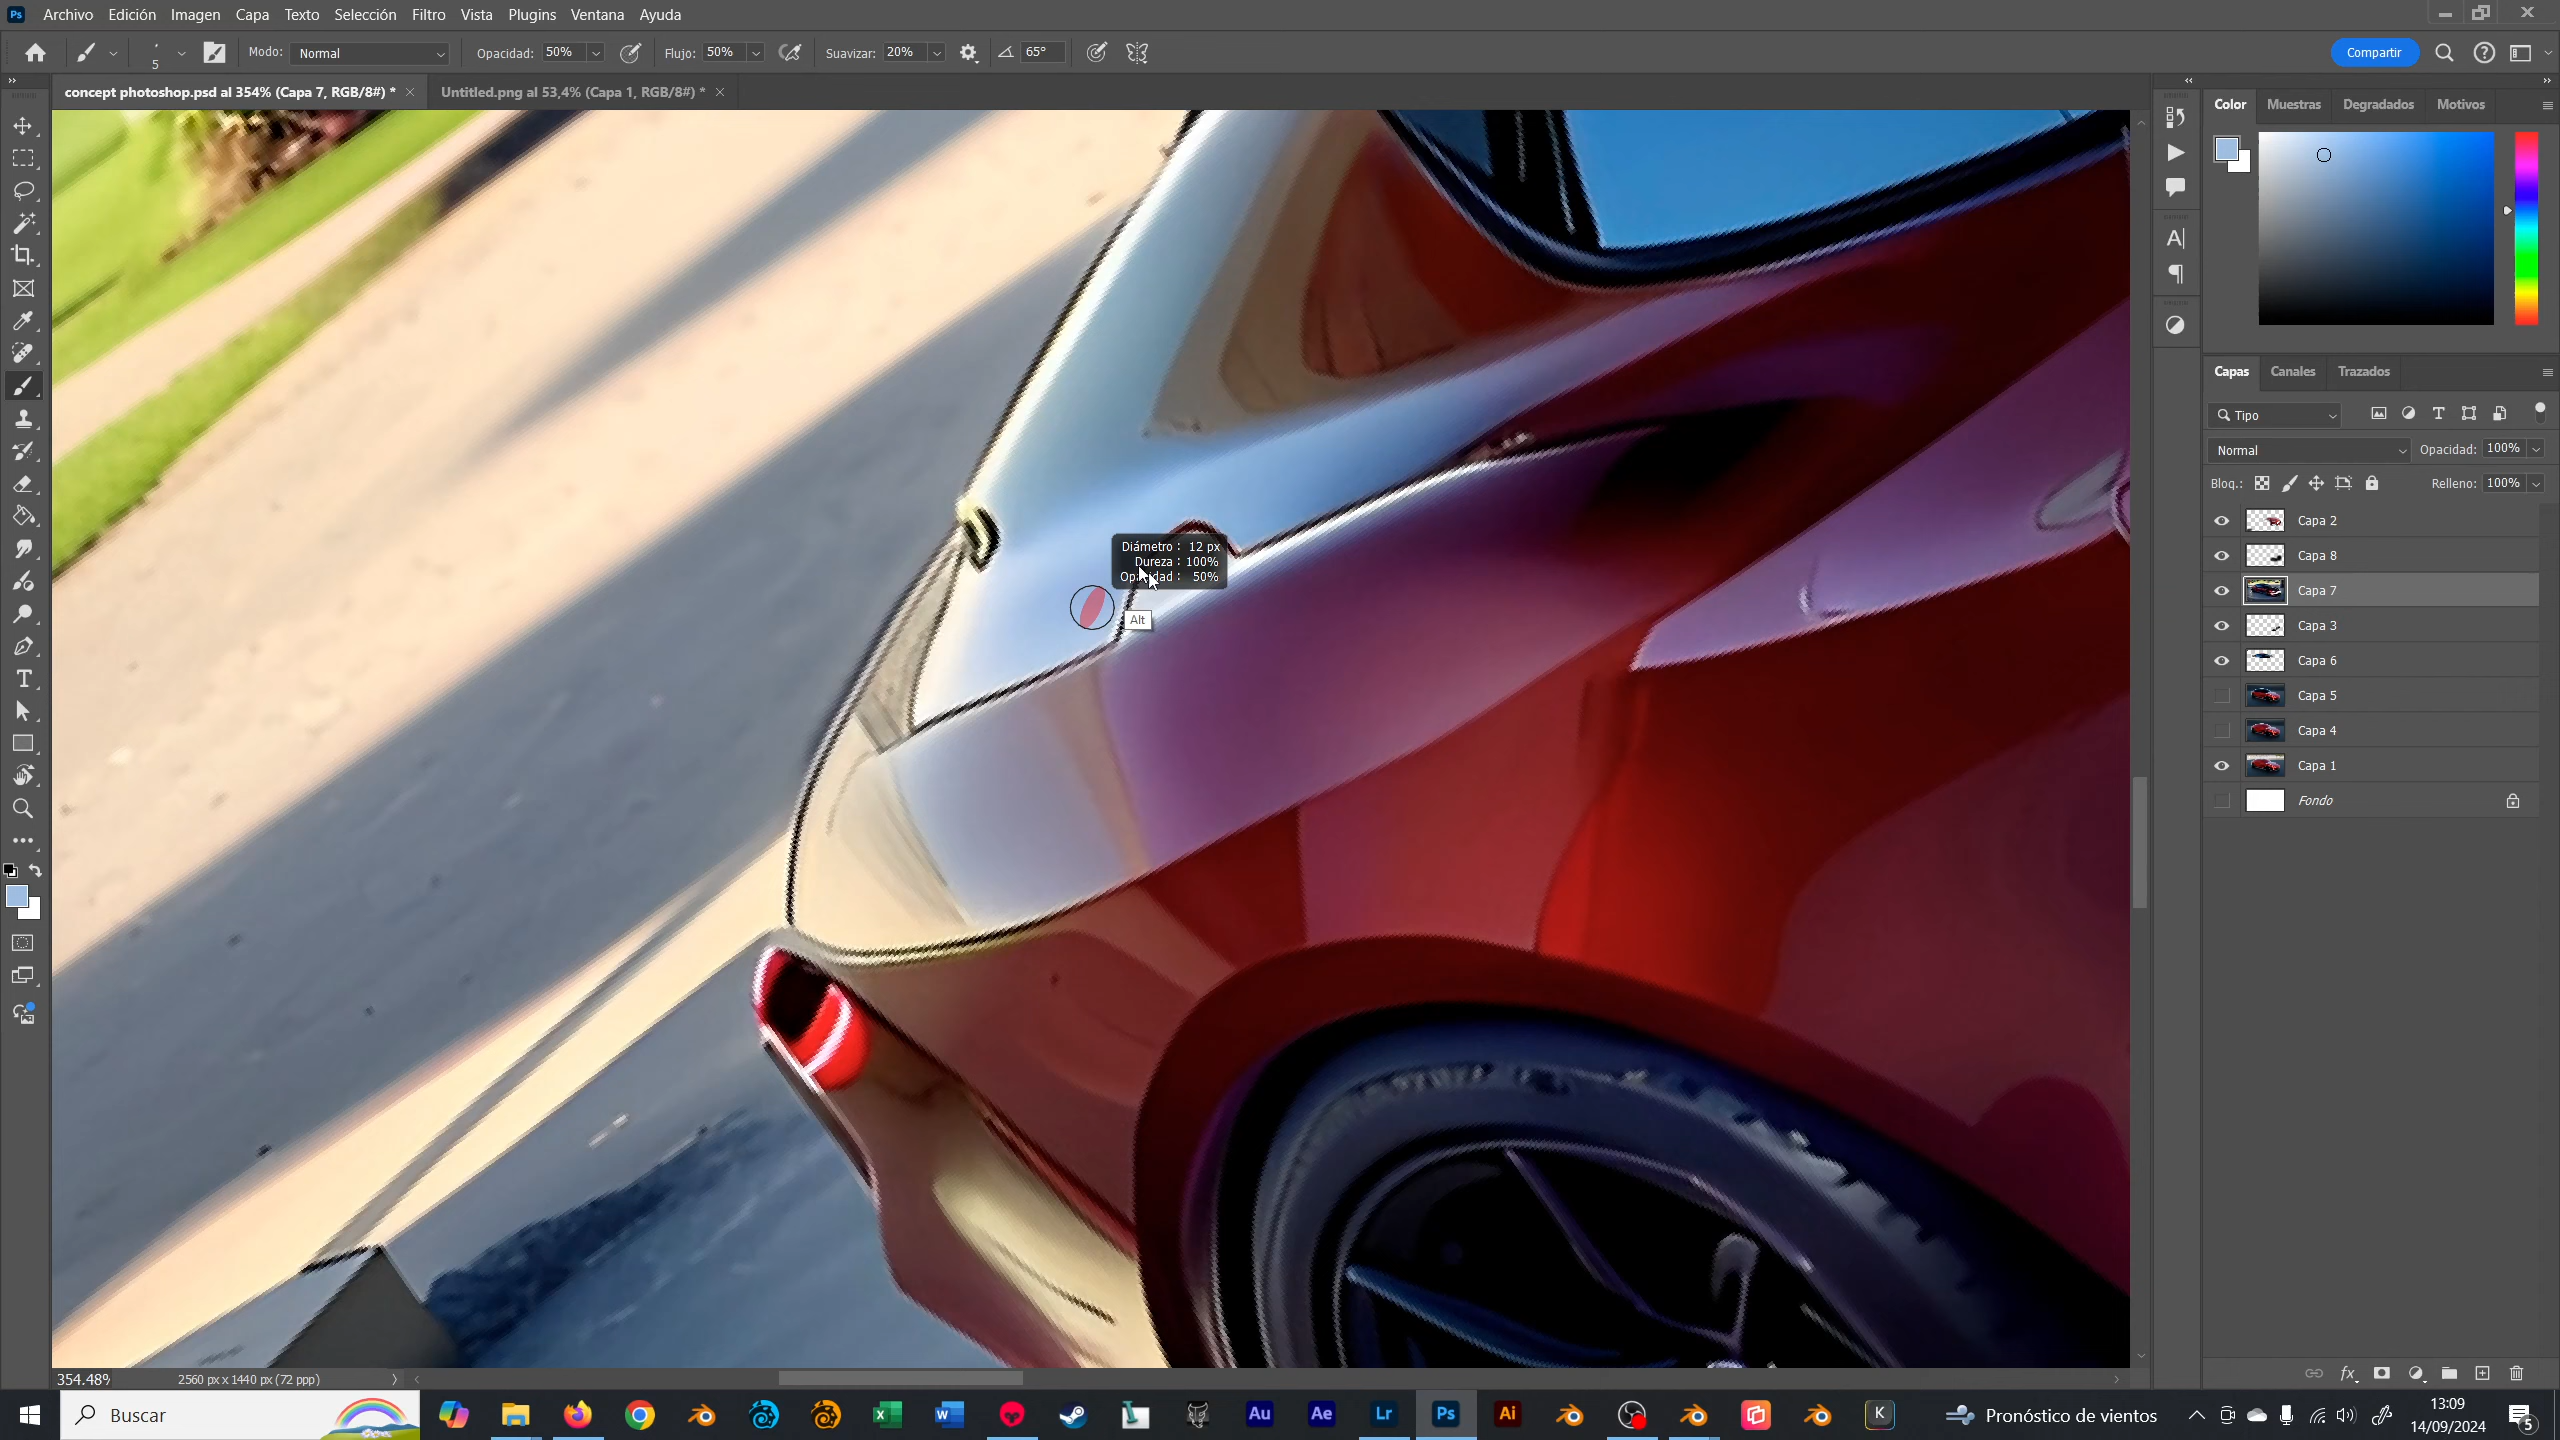 Ps Archivo Edición Imagen Capa Texto Selección Filtro Vista Plugins Ventana Ayuda
5 Modo: Normal Opacidad: 50% Flujo: 50% Suavizar: 20% 65° Compartir
concept photoshop.psd al 354% (Capa 7, RGB/8#) * Untitled.png al 53,4% (Capa 1, RGB/8#) *
Color Muestras Degradados Motivos
Capas Canales Trazados
Tipo
Normal Opacidad: 100%
Bloq.: Relleno: 100%
Capa 2
Capa 8
Capa 7
Capa 3
Capa 6
Capa 5
Capa 4
Capa 1
Fondo
Diámetro : 12 px
Dureza : 100%
: 50%
Alt
354.48% 2560 px x 1440 px (72 ppp)
Buscar
Au Ae Lr Ps Ai K
Pronóstico de vientos
13:09
14/09/2024
5